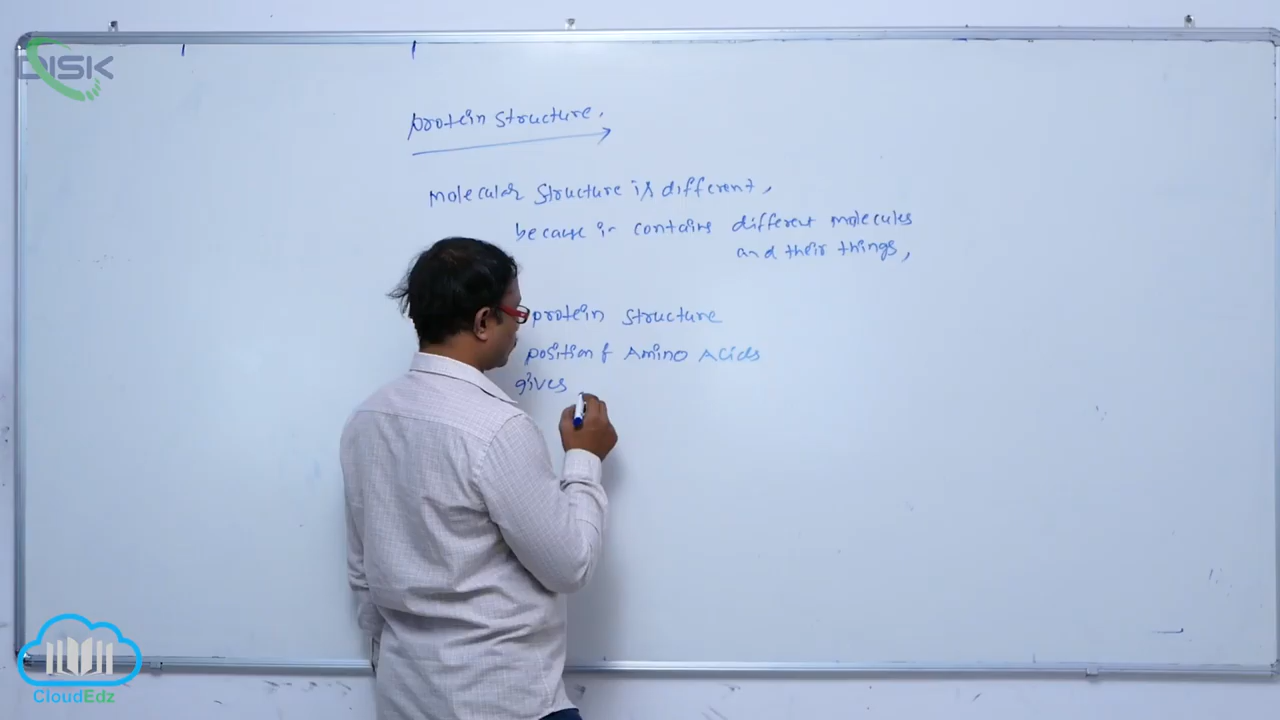 DISK
protein structure.
molecular structure is different,
because it contains different molecules
and their things,
protein structure
position of Amino Acids
gives
CloudEdz